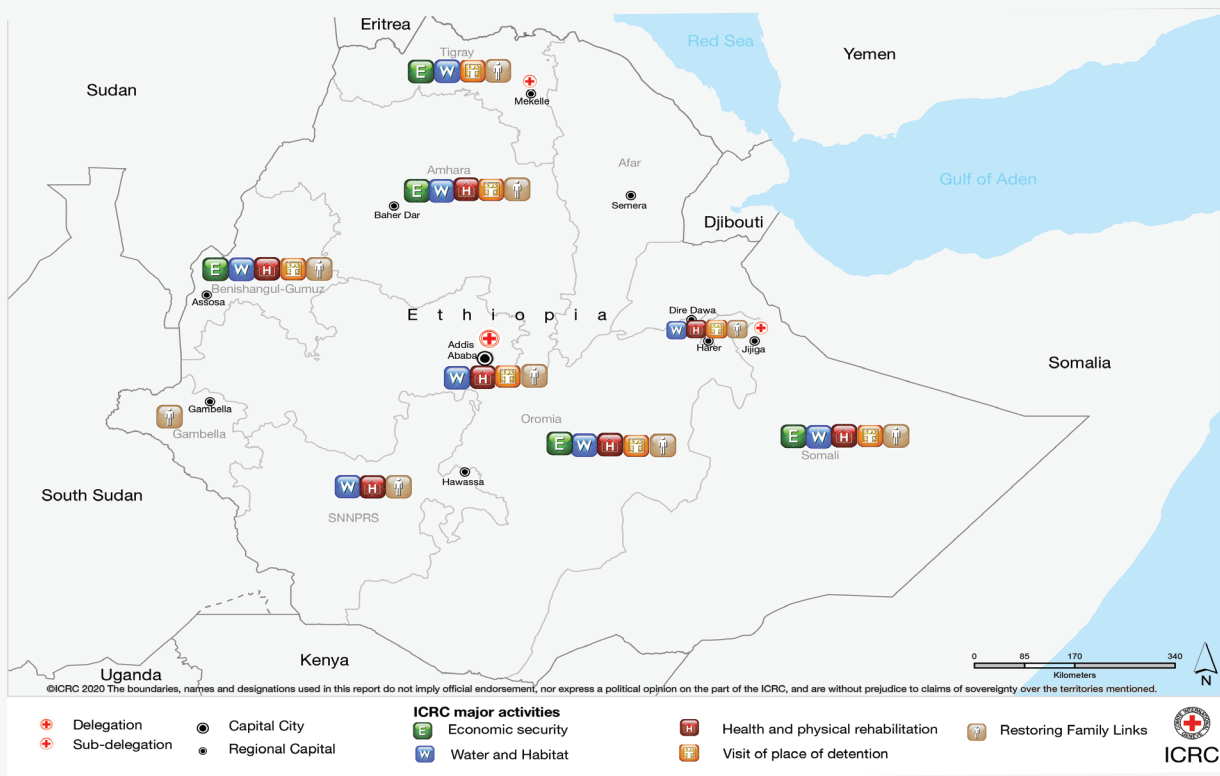 Eritrea
Red Sea
Yemen
Tigray
E W H
Mekelle
Sudan
Amhara
E W H
Baher Dar
Afar
Semera
Gulf of Aden
Djibouti
E W H
Benishangul-Gumuz
Assosa
Ethiopia
Dire Dawa
W H
Harer
Jijiga
Addis
Ababa
W H
Somalia
Gambella
Gambella
Oromia
E W H
E W H
Somali
Hawassa
W H
SNNPRS
South Sudan
Kenya
Uganda
0 85 170 340
Kilometers
N
©ICRC 2020 The boundaries, names and designations used in this report do not imply official endorsement, nor express a political opinion on the part of the ICRC, and are without prejudice to claims of sovereignty over the territories mentioned.
Delegation
Sub-delegation
Capital City
Regional Capital
ICRC major activities
E Economic security
W Water and Habitat
H Health and physical rehabilitation
Visit of place of detention
Restoring Family Links
ICRC